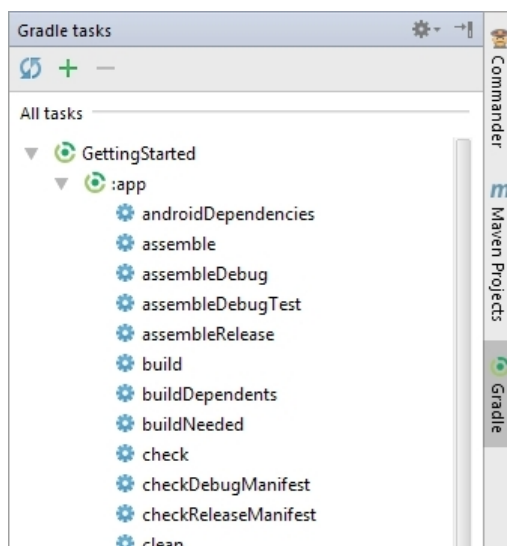 Gradle tasks
All tasks
GettingStarted
:app
androidDependencies
assemble
assembleDebug
assembleDebugTest
assembleRelease
build
buildDependents
buildNeeded
check
checkDebugManifest
checkReleaseManifest
clean
Commander
m Maven Projects
Gradle